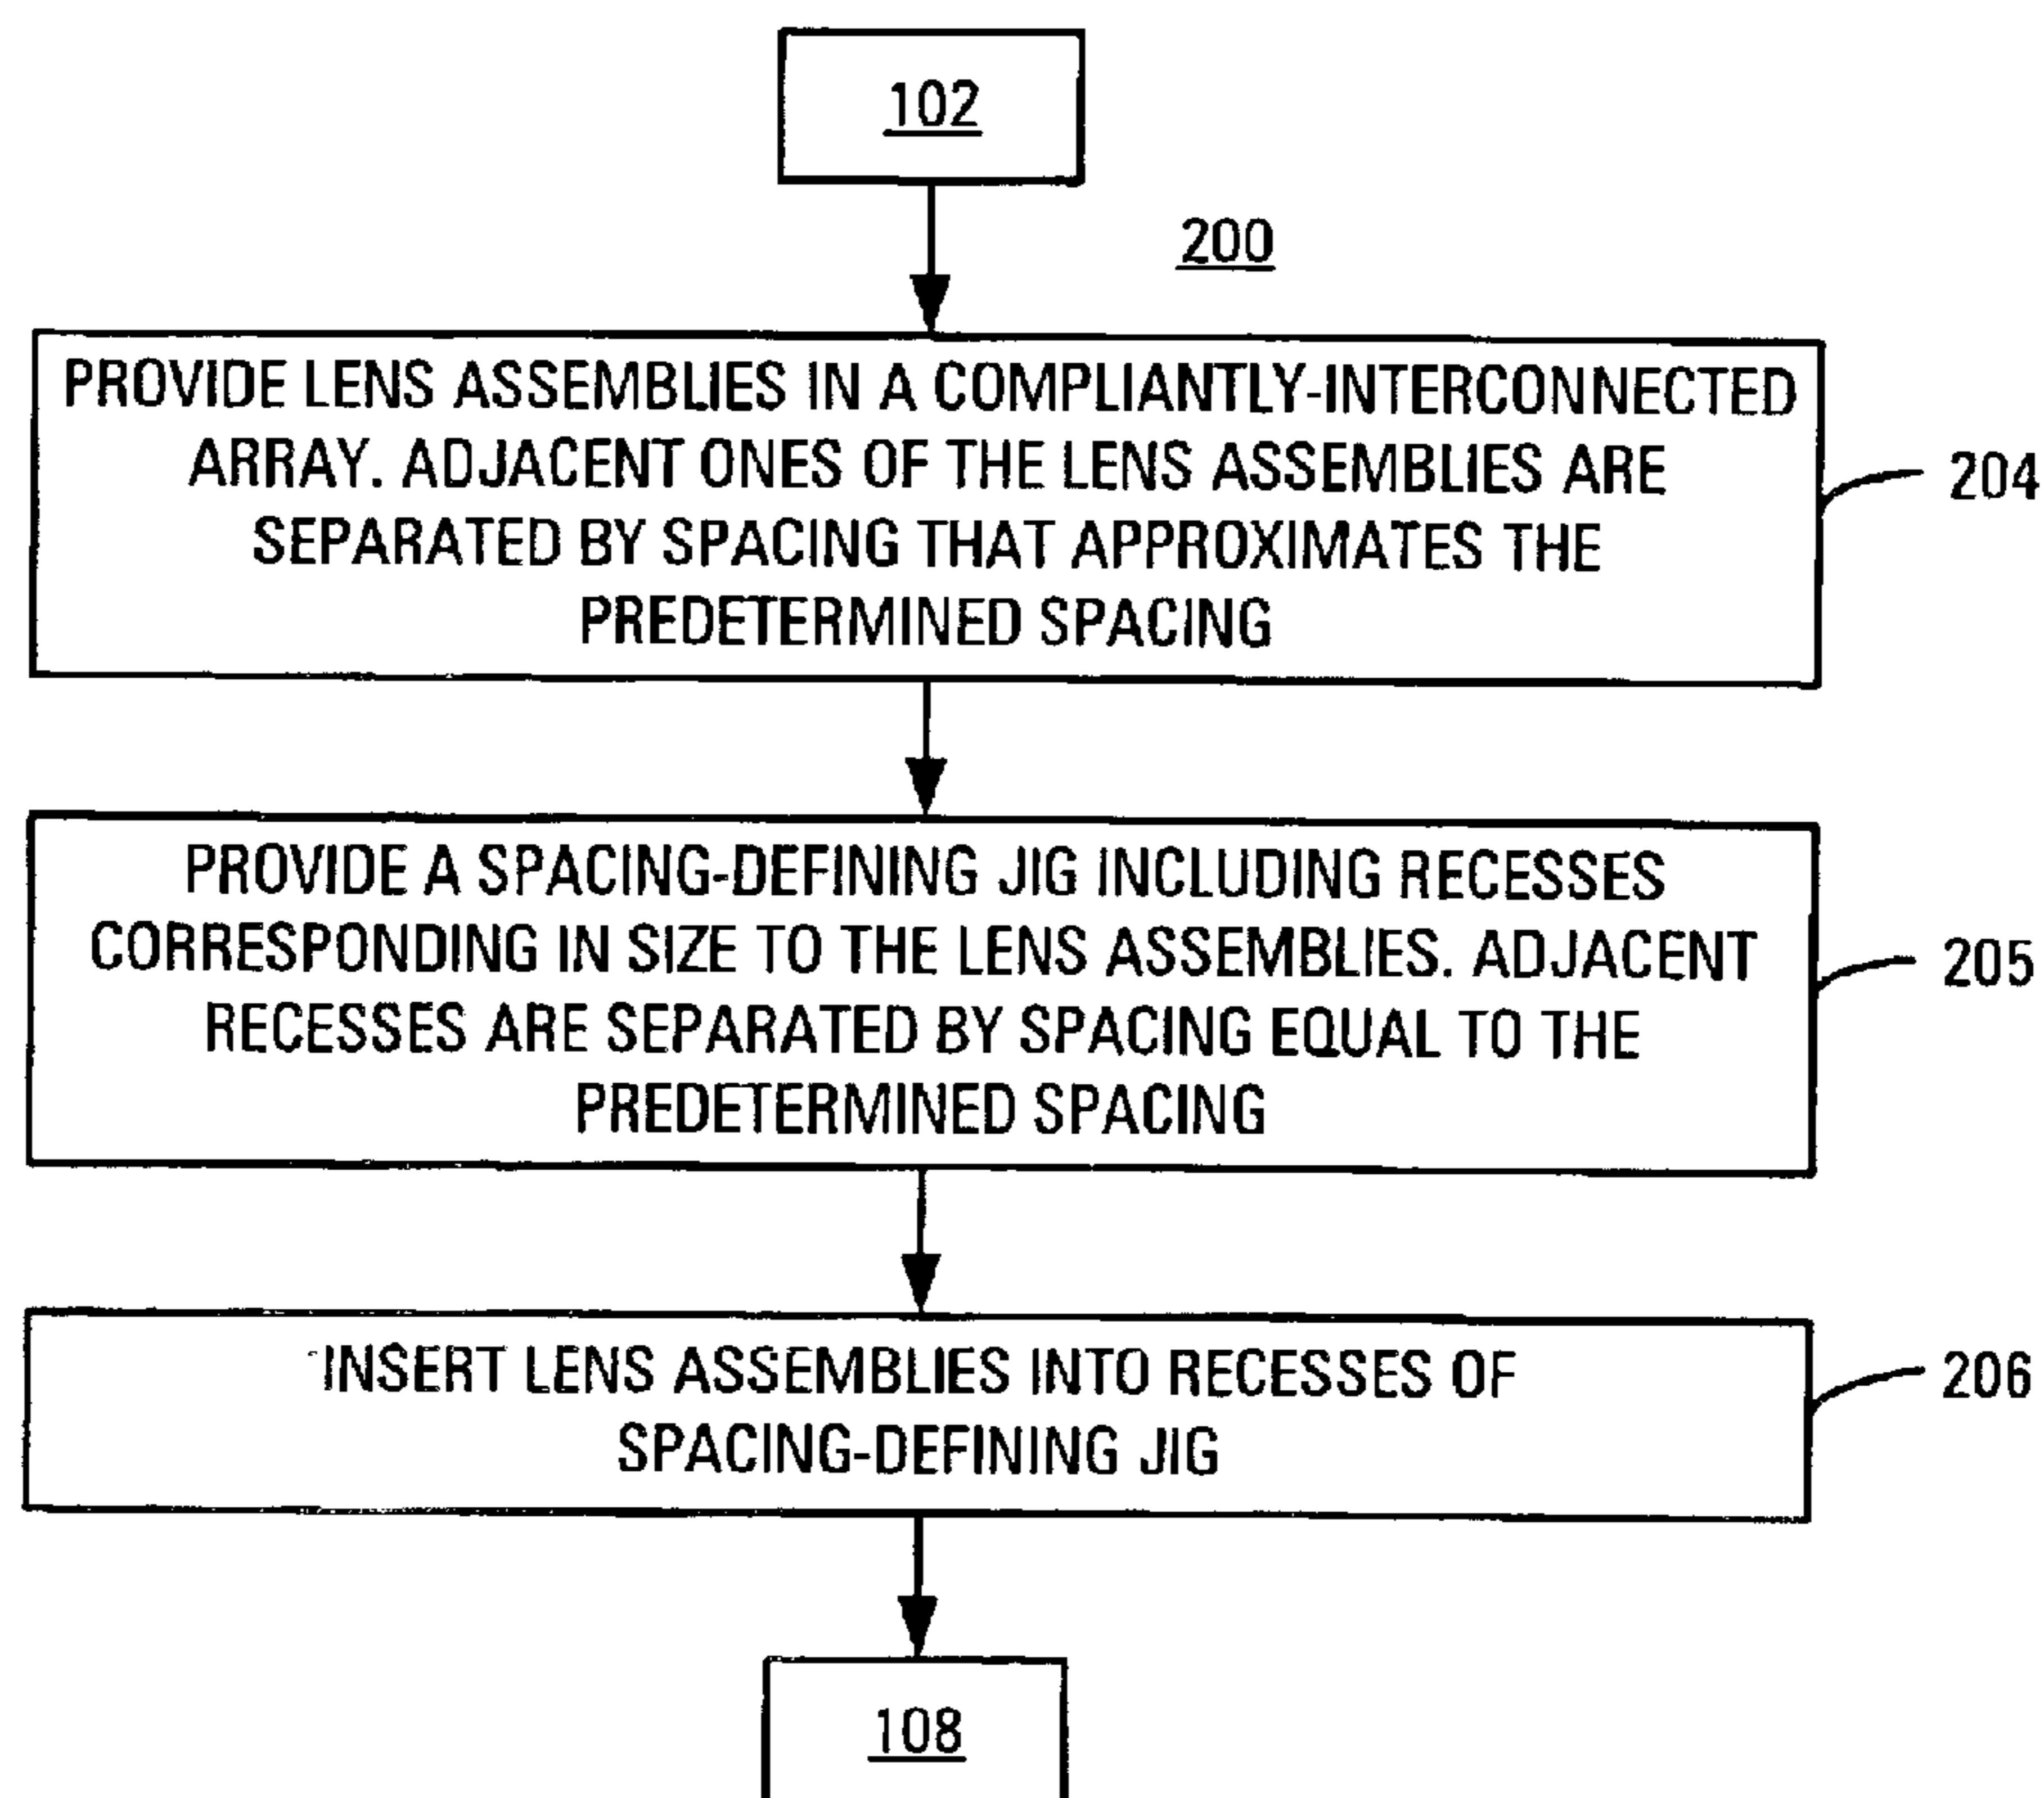 102
200
PROVIDE LENS ASSEMBLIES IN A COMPLIANTLY-INTERCONNECTED
ARRAY. ADJACENT ONES OF THE LENS ASSEMBLIES ARE
SEPARATED BY SPACING THAT APPROXIMATES THE
PREDETERMINED SPACING
204
PROVIDE A SPACING-DEFINING JIG INCLUDING RECESSES
CORRESPONDING IN SIZE TO THE LENS ASSEMBLIES. ADJACENT
RECESSES ARE SEPARATED BY SPACING EQUAL TO THE
PREDETERMINED SPACING
205
INSERT LENS ASSEMBLIES INTO RECESSES OF
SPACING-DEFINING JIG
206
108